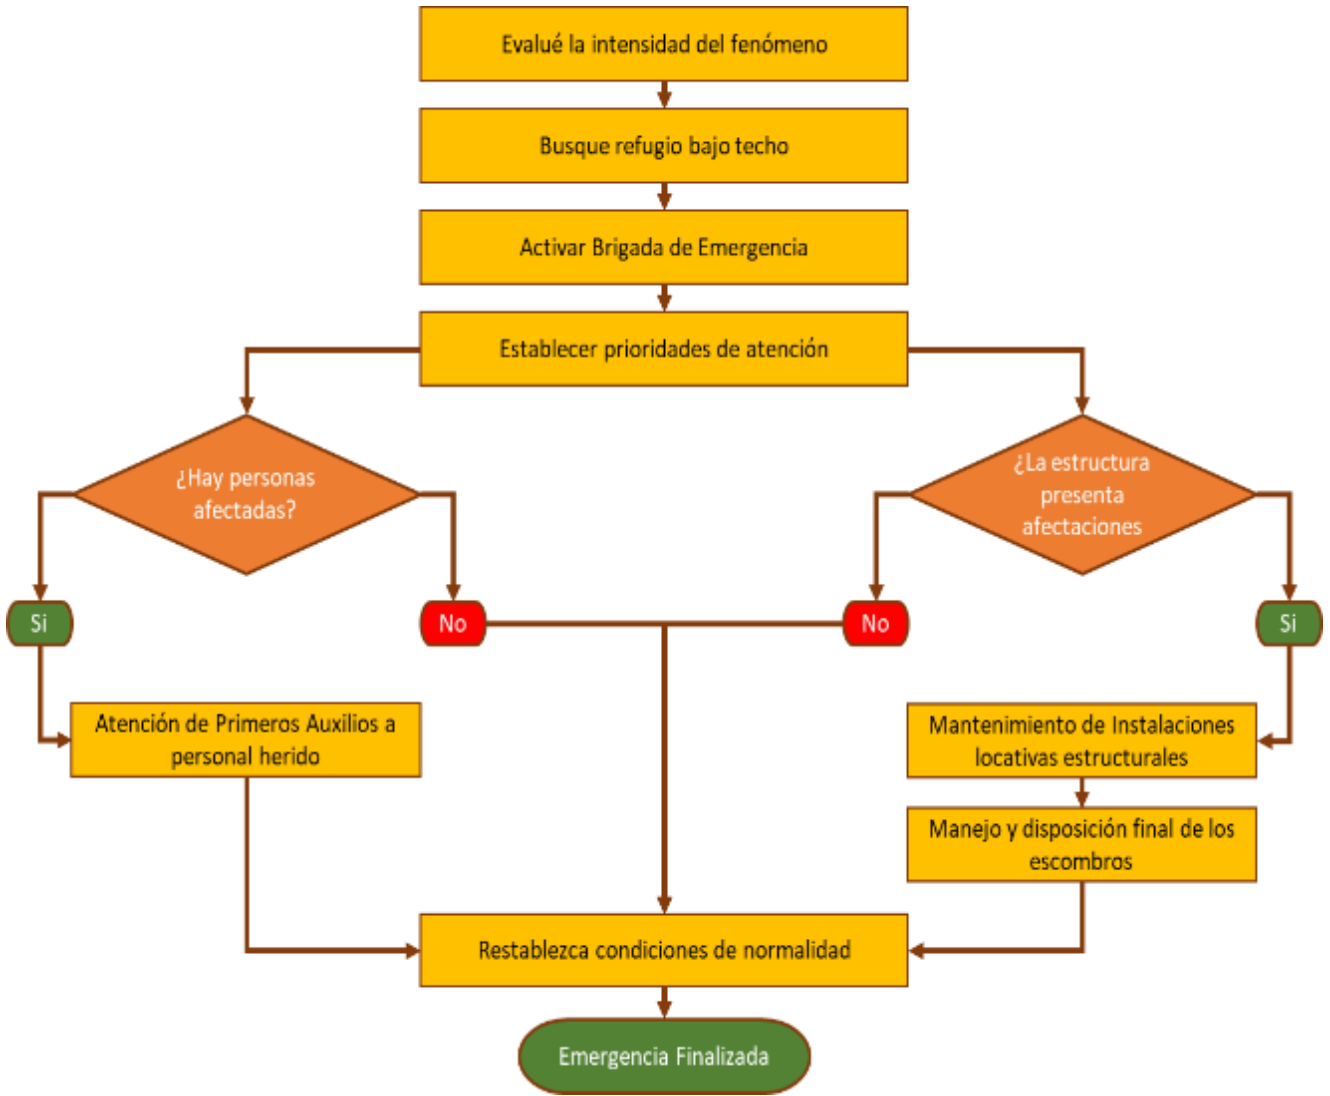 Evalué la intensidad del fenómeno
Busque refugio bajo techo
Activar Brigada de Emergencia
Establecer prioridades de atención
¿Hay personas
afectadas?
¿La estructura
presenta
afectaciones
Si
No
No
Si
Atención de Primeros Auxilios a
personal herido
Mantenimiento de Instalaciones
locativas estructurales
Manejo y disposición final de los
escombros
Restablezca condiciones de normalidad
Emergencia Finalizada